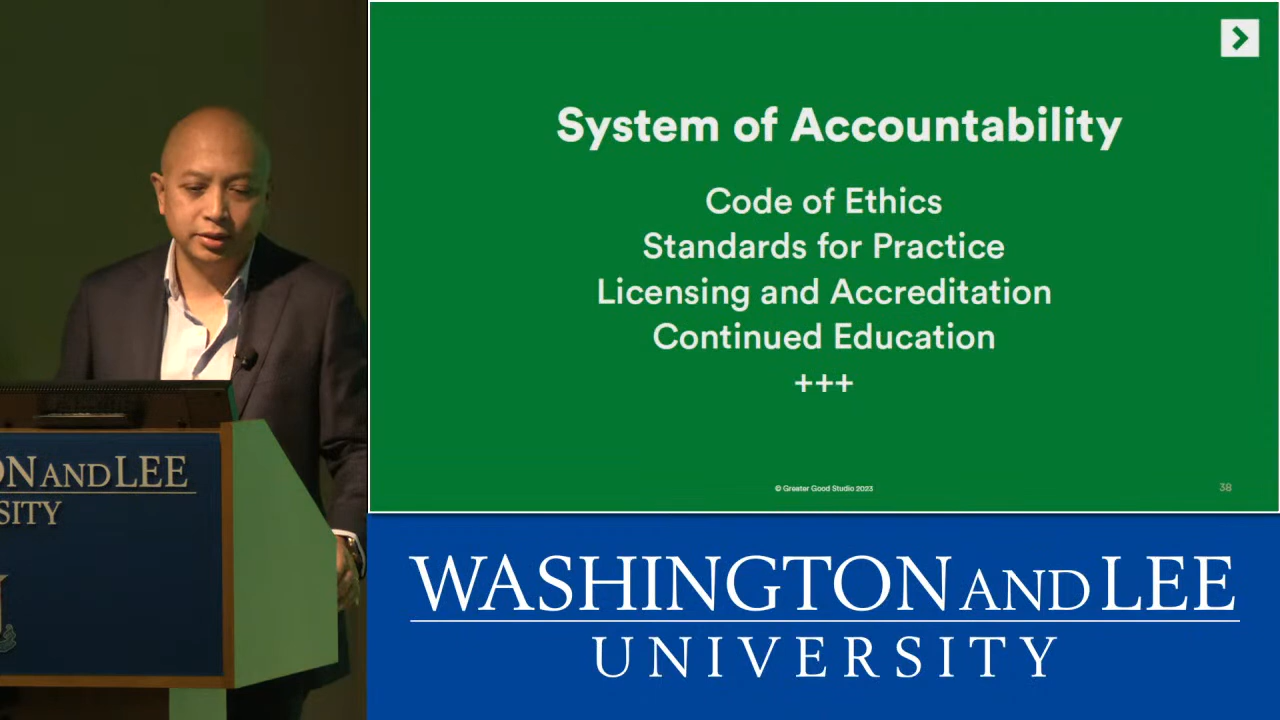 System of Accountability
Code of Ethics
Standards for Practice
Licensing and Accreditation
Continued Education
+++
© Greater Good Studio 2023
38
WASHINGTON AND LEE
UNIVERSITY
ON AND LEE
SITY